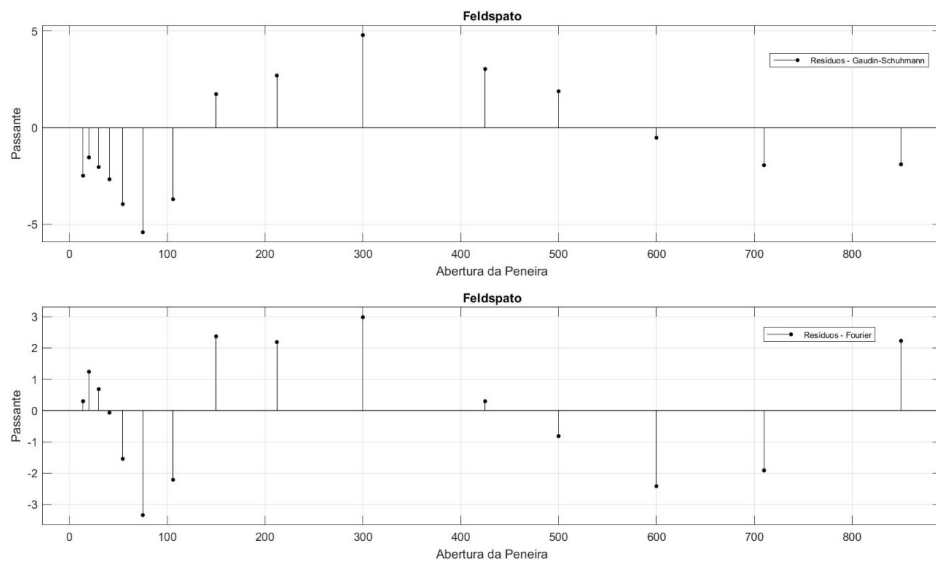 Feldspato
5
0
-5
Passante
Resíduos - Gaudin-Schuhmann
0 100 200 300 400 500 600 700 800
Abertura da Peneira
Feldspato
3
2
1
0
-1
-2
-3
Passante
Resíduos - Fourier
0 100 200 300 400 500 600 700 800
Abertura da Peneira